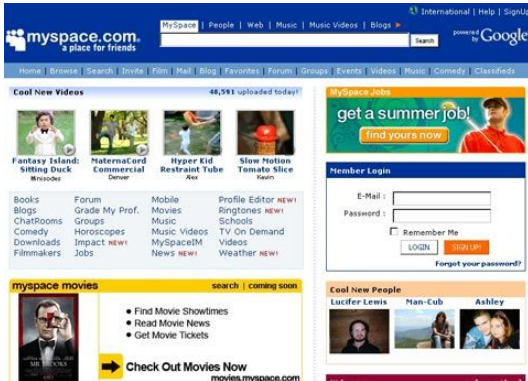 International | Help | SignUp
myspace.com.
a place for friends
MySpace | People | Web | Music | Music Videos | Blogs
Search
powered by Google
Home | Browse | Search | Invite | Film | Mail | Blog | Favorites | Forum | Groups | Events | Videos | Music | Comedy | Classifieds
Cool New Videos 48,591 uploaded today!
Fantasy Island: Sitting Duck
Minisodes
MaternaCord Commercial
Denver
Hyper Kid Restraint Tube
Alex
Slow Motion Tomato Slice
Kevin
Books Forum Mobile Profile Editor NEW!
Blogs Grade My Prof. Movies Ringtones NEW!
ChatRooms Groups Music Schools
Comedy Horoscopes Music Videos TV On Demand
Downloads Impact NEW! MySpaceIM Videos
Filmmakers Jobs News NEW! Weather NEW!
myspace movies search | coming soon
MR. BROOKS
• Find Movie Showtimes
• Read Movie News
• Get Movie Tickets
Check Out Movies Now
movies.myspace.com
MySpace Jobs
get a summer job!
find yours now
Member Login
E-Mail :
Password :
Remember Me
LOGIN SIGN UP!
Forgot your password?
Cool New People
Lucifer Lewis Man-Cub Ashley